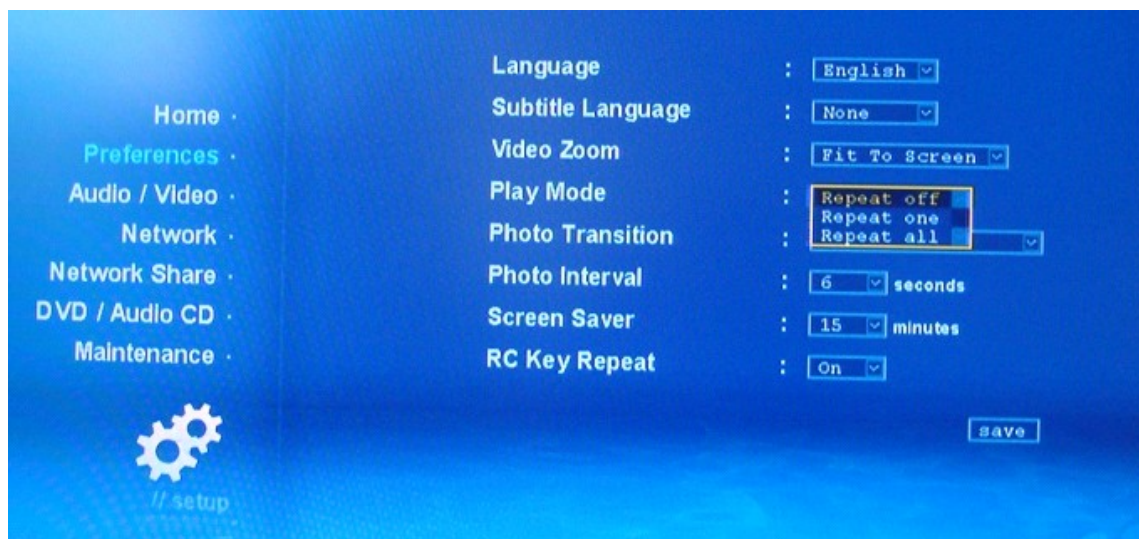 Home
Preferences
Audio / Video
Network
Network Share
DVD / Audio CD
Maintenance
// setup
Language : English
Subtitle Language : None
Video Zoom : Fit To Screen
Play Mode : Repeat off
Repeat one
Repeat all
Photo Transition :
Photo Interval : 6 seconds
Screen Saver : 15 minutes
RC Key Repeat : On
save